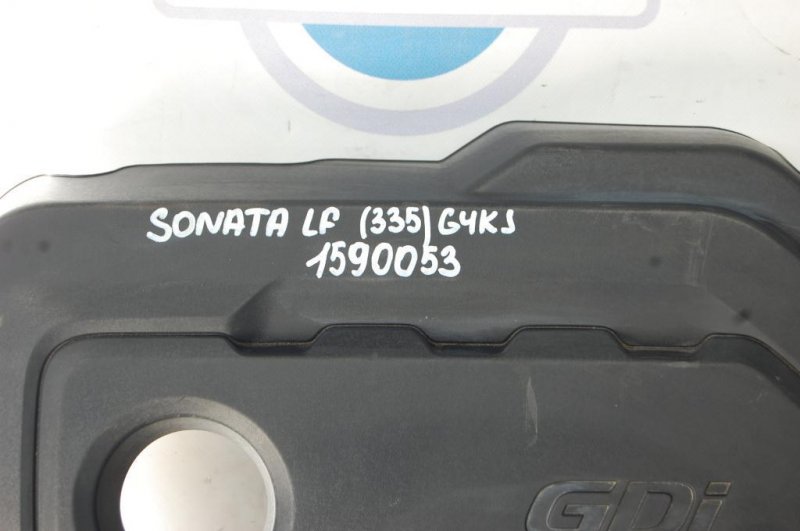 SONATA LF (335) G4KJ
1590053
GDi